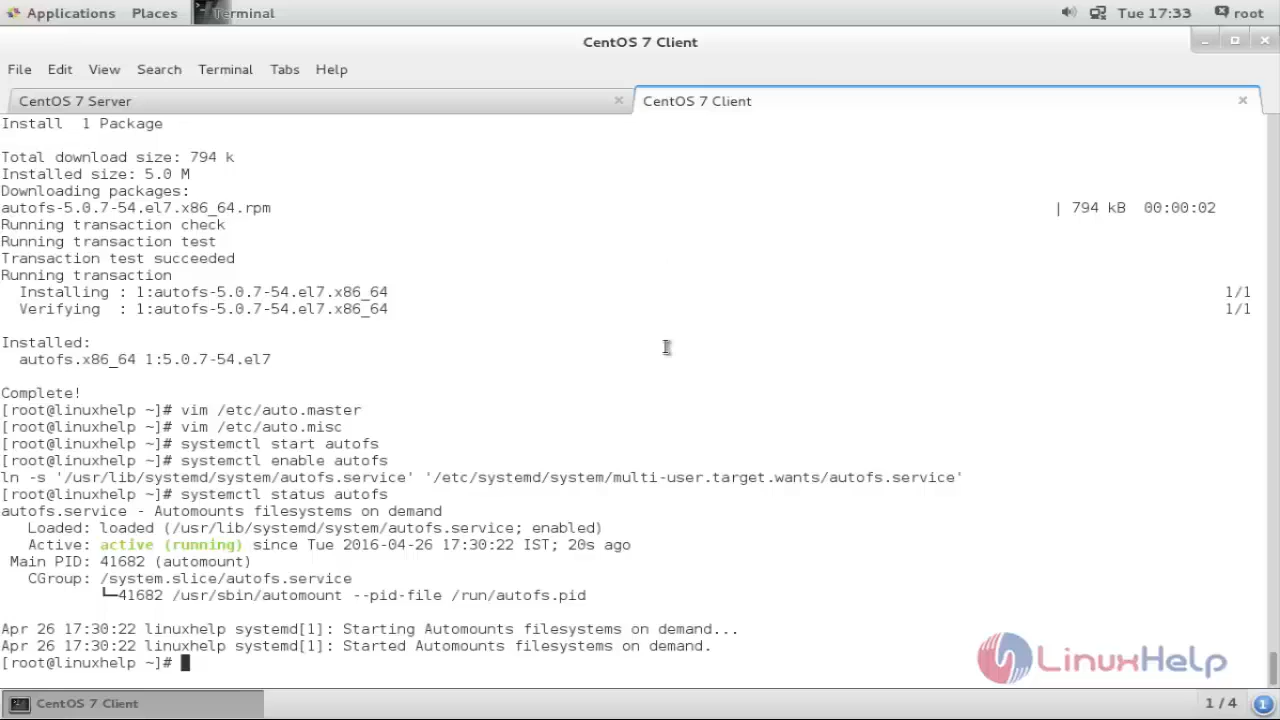 Applications Places Terminal Tue 17:33 root
CentOS 7 Client
File Edit View Search Terminal Tabs Help
CentOS 7 Server CentOS 7 Client
Install  1 Package
Total download size: 794 k
Installed size: 5.0 M
Downloading packages:
autofs-5.0.7-54.el7.x86_64.rpm | 794 kB  00:00:02
Running transaction check
Running transaction test
Transaction test succeeded
Running transaction
  Installing : 1:autofs-5.0.7-54.el7.x86_64 1/1
  Verifying  : 1:autofs-5.0.7-54.el7.x86_64 1/1
Installed:
  autofs.x86_64 1:5.0.7-54.el7
Complete!
[root@linuxhelp ~]# vim /etc/auto.master
[root@linuxhelp ~]# vim /etc/auto.misc
[root@linuxhelp ~]# systemctl start autofs
[root@linuxhelp ~]# systemctl enable autofs
ln -s '/usr/lib/systemd/system/autofs.service' '/etc/systemd/system/multi-user.target.wants/autofs.service'
[root@linuxhelp ~]# systemctl status autofs
autofs.service - Automounts filesystems on demand
   Loaded: loaded (/usr/lib/systemd/system/autofs.service; enabled)
   Active: active (running) since Tue 2016-04-26 17:30:22 IST; 20s ago
 Main PID: 41682 (automount)
   CGroup: /system.slice/autofs.service
           └─41682 /usr/sbin/automount --pid-file /run/autofs.pid
Apr 26 17:30:22 linuxhelp systemd[1]: Starting Automounts filesystems on demand...
Apr 26 17:30:22 linuxhelp systemd[1]: Started Automounts filesystems on demand.
[root@linuxhelp ~]#
LinuxHelp
CentOS 7 Client 1 / 4 1